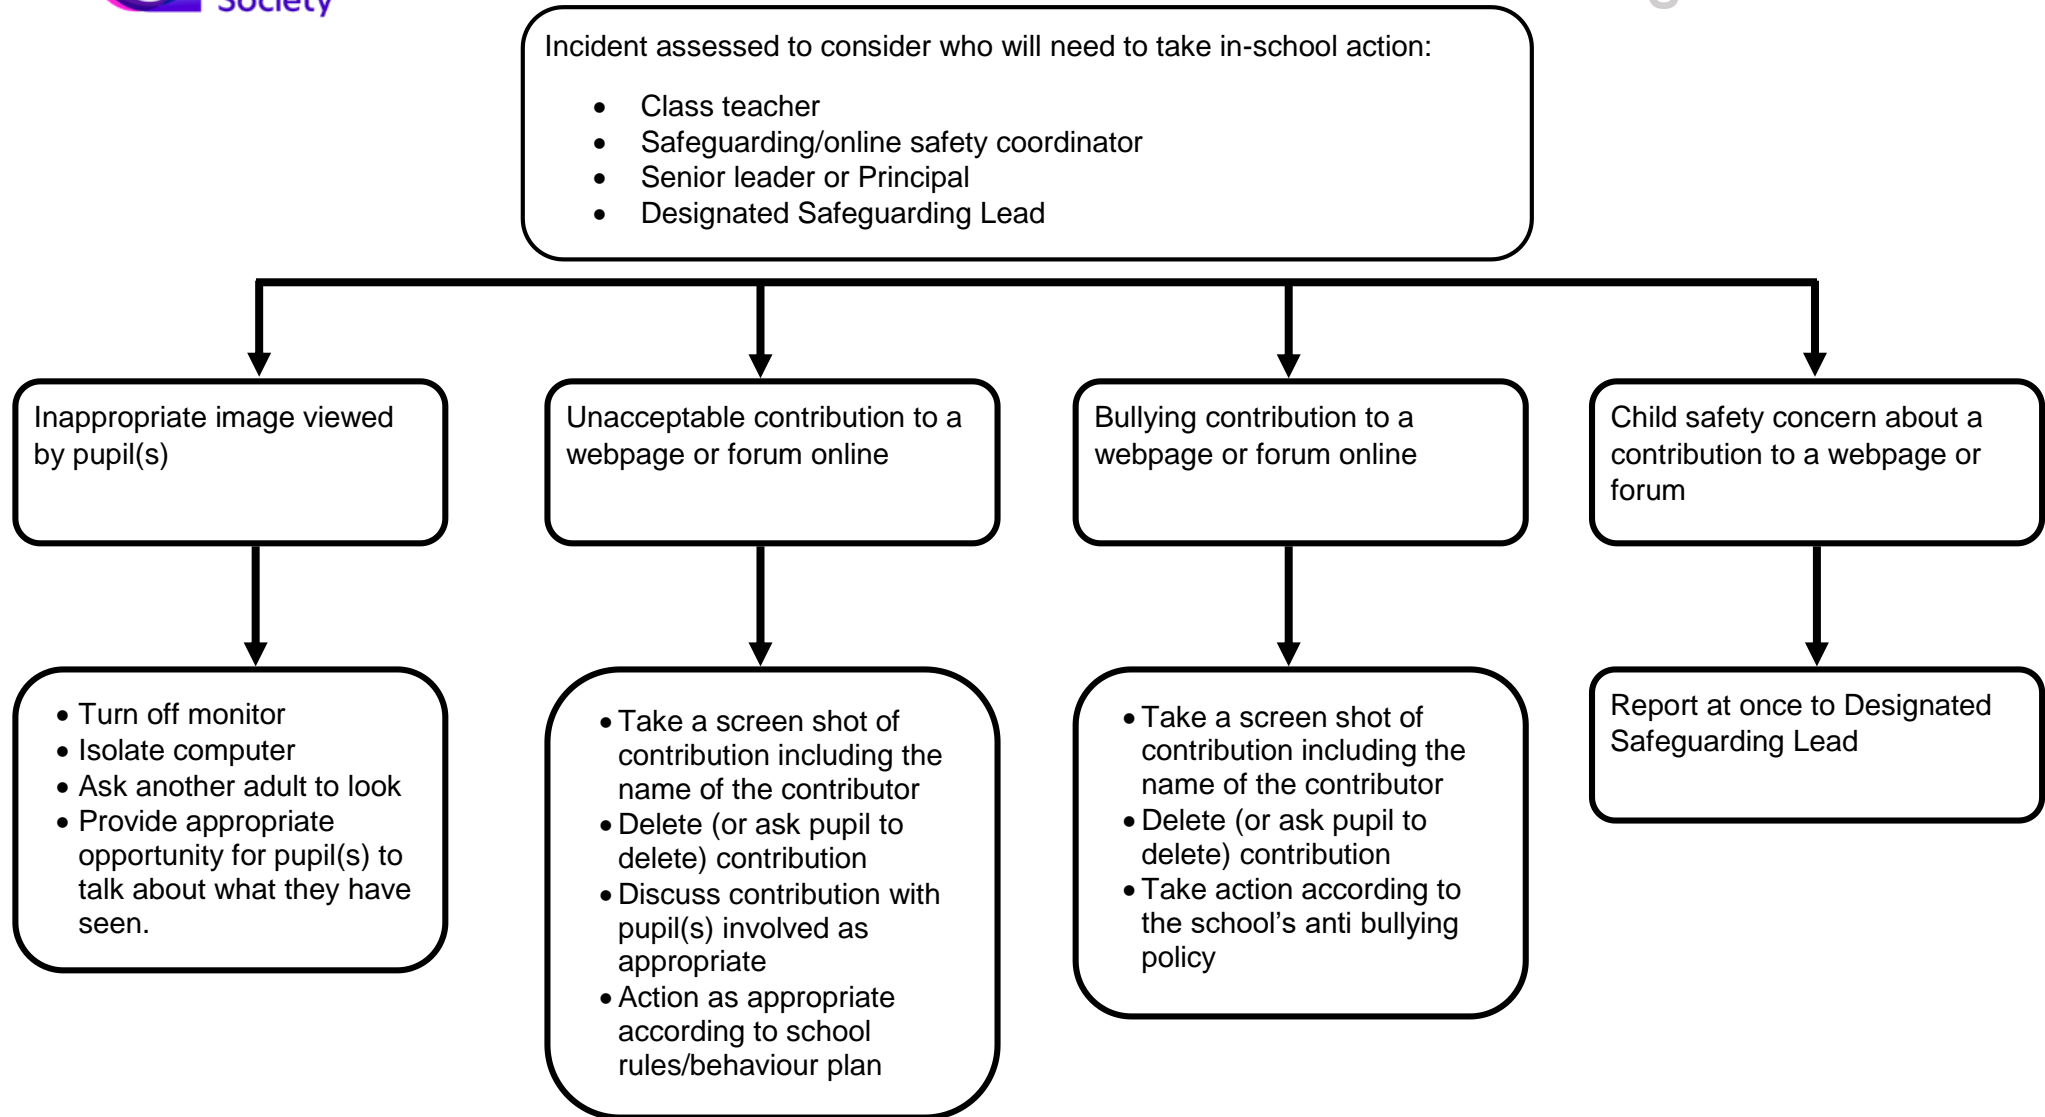 Society
Incident assessed to consider who will need to take in-school action:
• Class teacher
• Safeguarding/online safety coordinator
• Senior leader or Principal
• Designated Safeguarding Lead
Inappropriate image viewed
by pupil(s)
Unacceptable contribution to a
webpage or forum online
Bullying contribution to a
webpage or forum online
Child safety concern about a
contribution to a webpage or
forum
• Turn off monitor
• Isolate computer
• Ask another adult to look
• Provide appropriate
opportunity for pupil(s) to
talk about what they have
seen.
• Take a screen shot of
contribution including the
name of the contributor
• Delete (or ask pupil to
delete) contribution
• Discuss contribution with
pupil(s) involved as
appropriate
• Action as appropriate
according to school
rules/behaviour plan
• Take a screen shot of
contribution including the
name of the contributor
• Delete (or ask pupil to
delete) contribution
• Take action according to
the school’s anti bullying
policy
Report at once to Designated
Safeguarding Lead